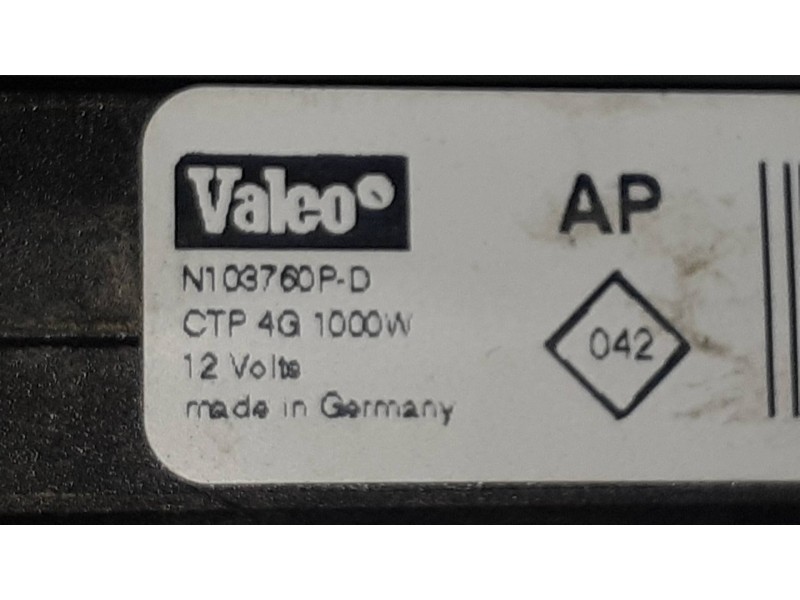 Valeo
N103760P-D
CTP 4G 1000W
12 Volts
made in Germany
AP
042